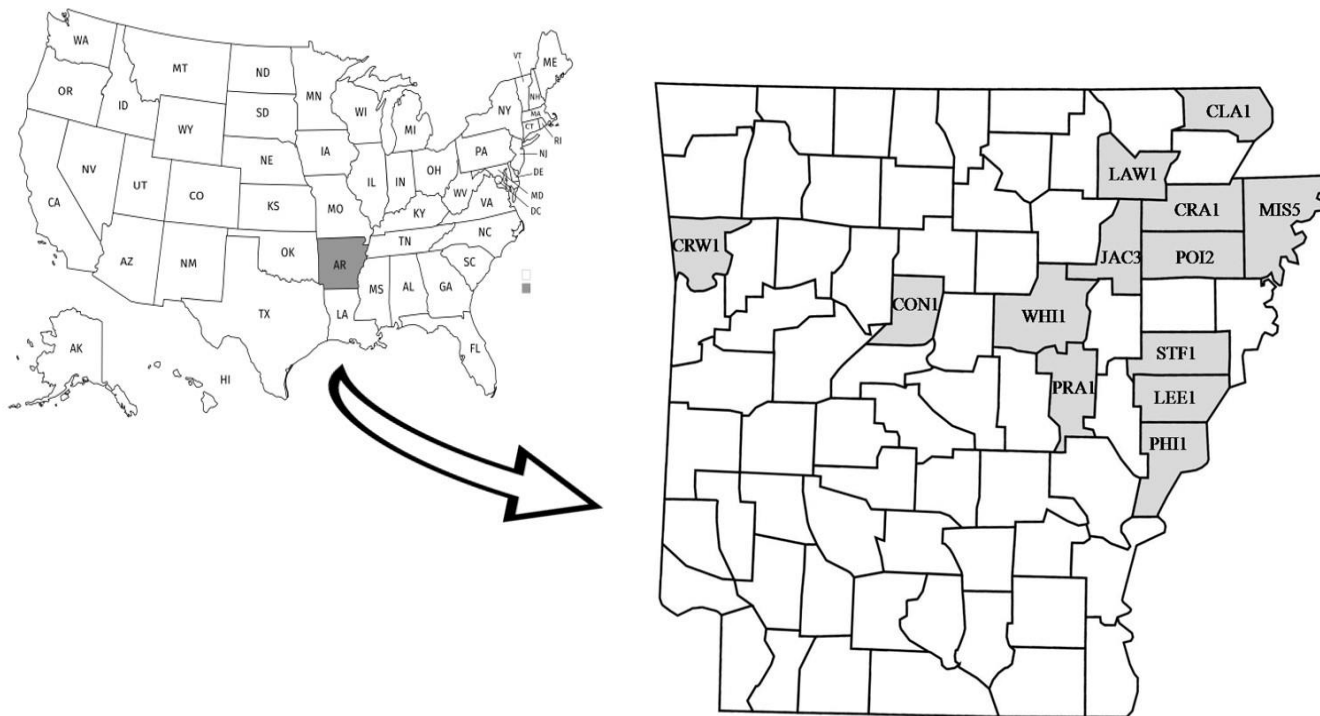 WA
OR
CA
NV
ID
MT
WY
UT
CO
AZ
NM
ND
SD
NE
KS
OK
TX
MN
IA
MO
AR
LA
WI
IL
MI
IN
OH
KY
TN
MS
AL
GA
FL
SC
NC
VA
WV
PA
NY
VT
NH
MA
CT
ME
RI
NJ
DE
MD
DC
AK
HI
CLA1
LAW1
CRA1
MIS5
CRW1
JAC3
POI2
CON1
WHI1
STF1
PRA1
LEE1
PHI1